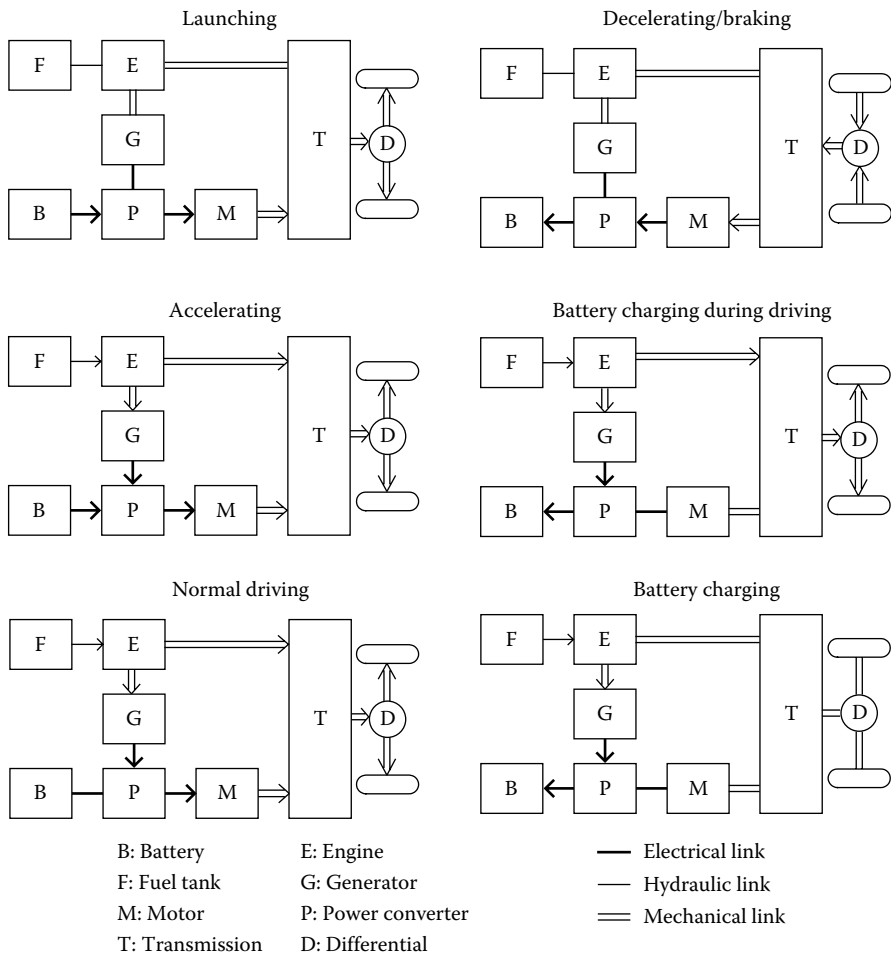 Launching
F
E
G
T
D
B
P
M
Decelerating/braking
F
E
G
T
D
B
P
M
Accelerating
F
E
G
T
D
B
P
M
Battery charging during driving
F
E
G
T
D
B
P
M
Normal driving
F
E
G
T
D
B
P
M
Battery charging
F
E
G
T
D
B
P
M
B: Battery
F: Fuel tank
M: Motor
T: Transmission
E: Engine
G: Generator
P: Power converter
D: Differential
Electrical link
Hydraulic link
Mechanical link